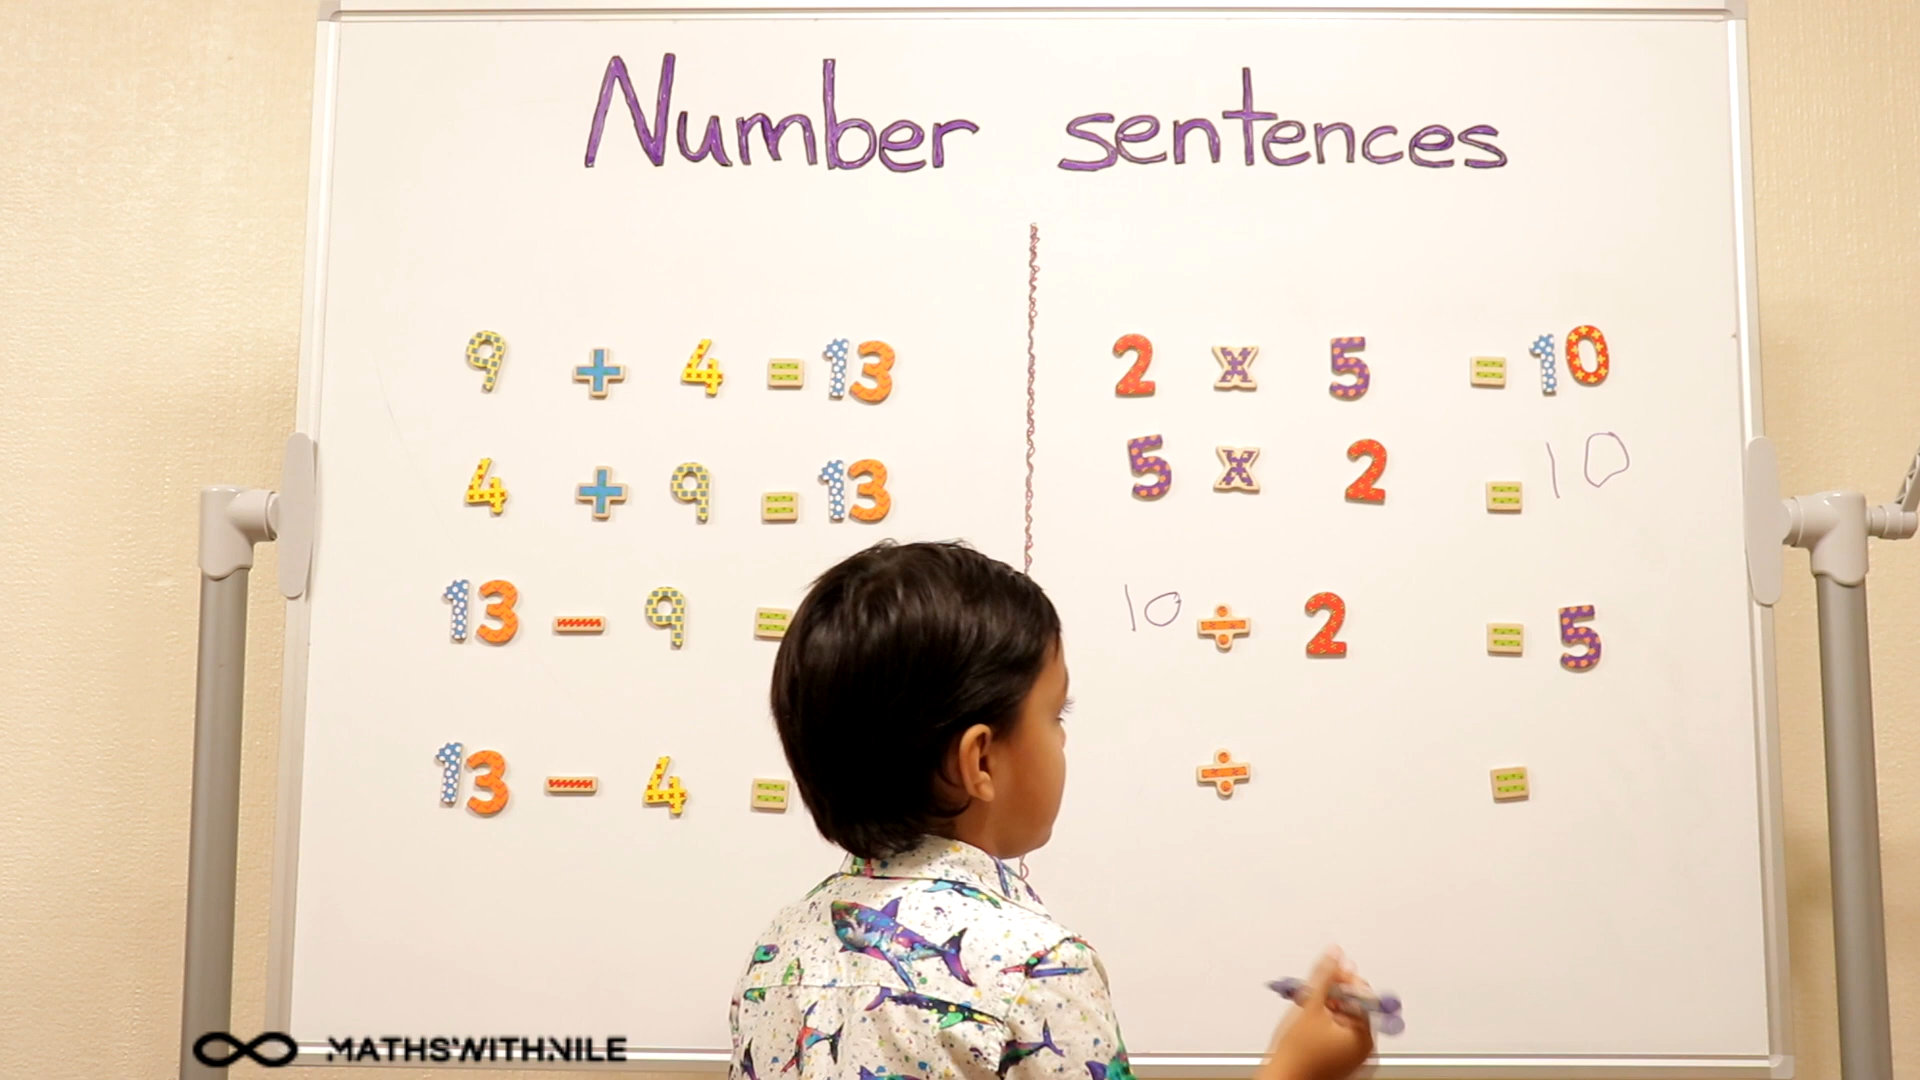 Number sentences
9 + 4 = 13
4 + 9 = 13
13 - 9 =
13 - 4 =
2 x 5 = 10
5 x 2 = 10
10 ÷ 2 = 5
÷ =
MATHSWITHNILE